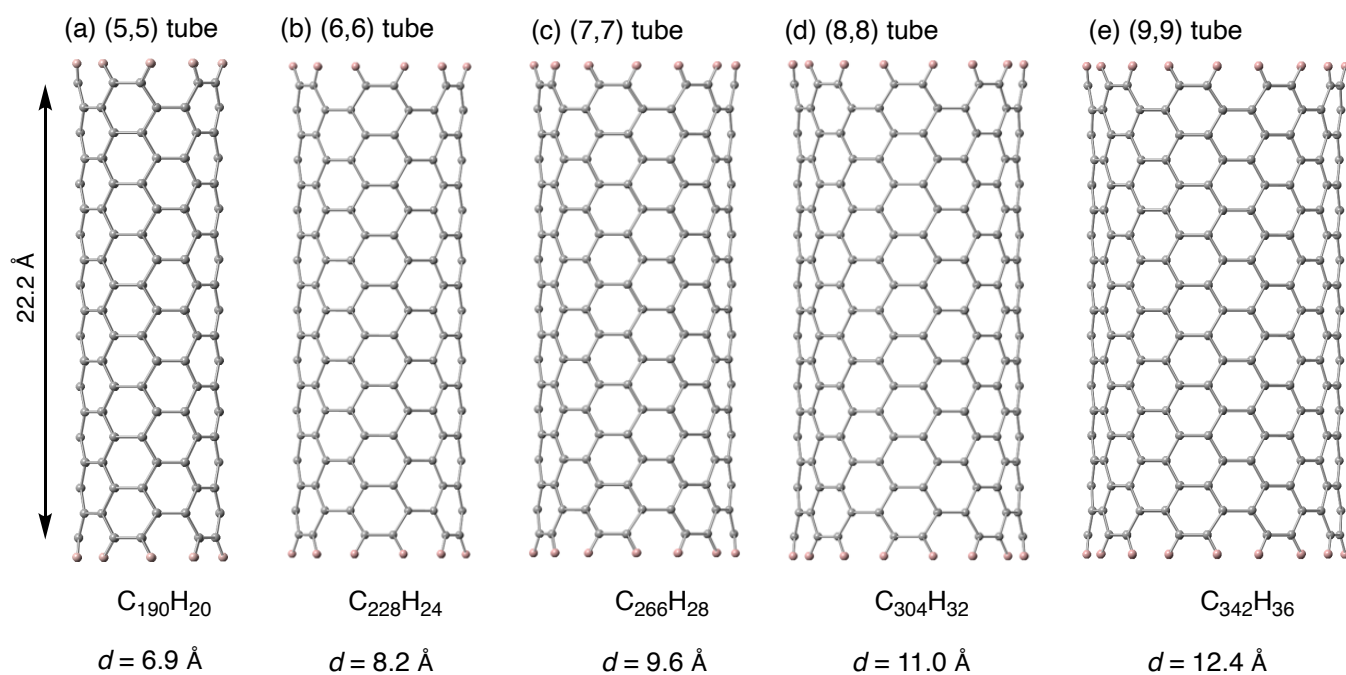 (a) (5,5) tube
(b) (6,6) tube
(c) (7,7) tube
(d) (8,8) tube
(e) (9,9) tube
22.2 Å
C₁₉₀H₂₀
C₂₂₈H₂₄
C₂₆₆H₂₈
C₃₀₄H₃₂
C₃₄₂H₃₆
d = 6.9 Å
d = 8.2 Å
d = 9.6 Å
d = 11.0 Å
d = 12.4 Å